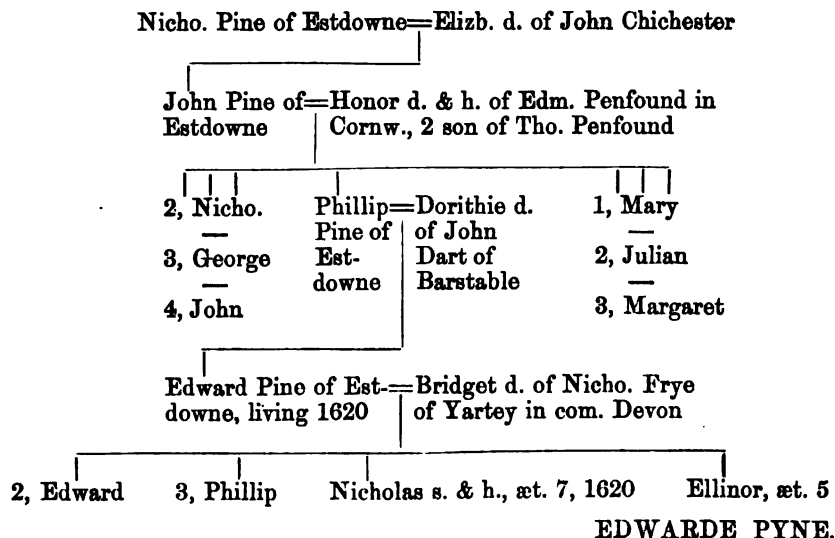 Nicho. Pine of Estdowne=Elizb. d. of John Chichester
John Pine of=Honor d. & h. of Edm. Penfound in
Estdowne Cornw., 2 son of Tho. Penfound
2, Nicho. Phillip=Dorithie d. 1, Mary
Pine of of John
3, George Est- Dart of 2, Julian
downe Barstable
4, John 3, Margaret
Edward Pine of Est-=Bridget d. of Nicho. Frye
downe, living 1620 of Yartey in com. Devon
2, Edward 3, Phillip Nicholas s. & h., æt. 7, 1620 Ellinor, æt. 5
EDWARDE PYNE.